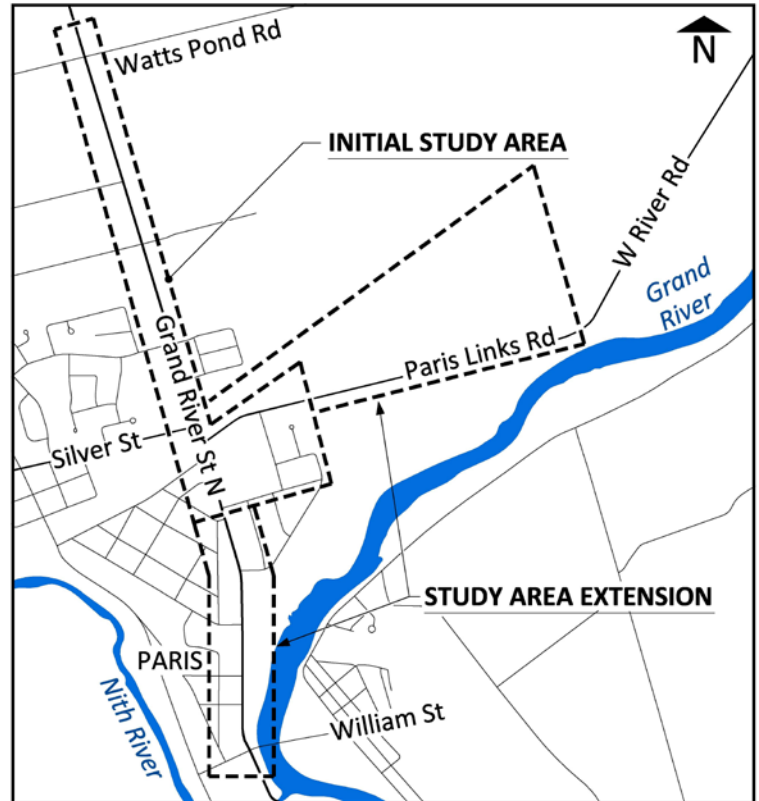 Watts Pond Rd
N
INITIAL STUDY AREA
W River Rd
Grand
River
Grand River St N
Paris Links Rd
Silver St
STUDY AREA EXTENSION
PARIS
Nith River
William St